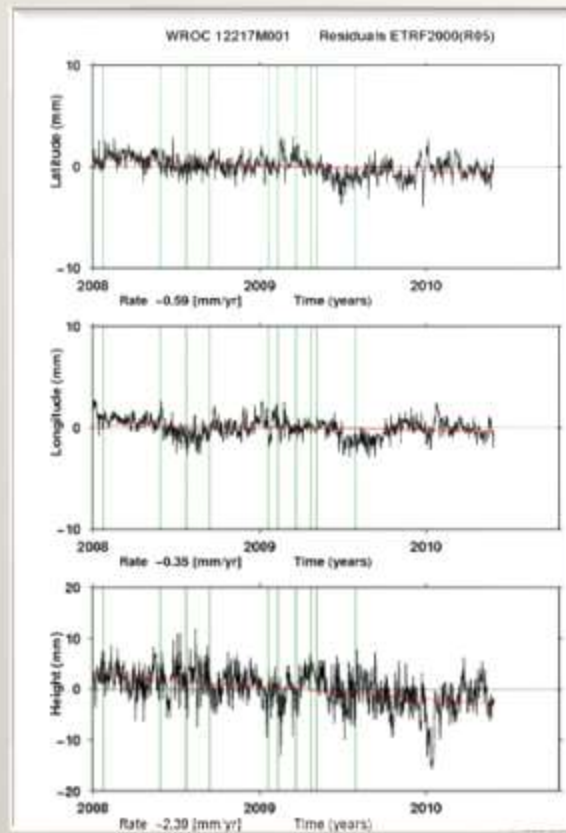 WROC 12217M001 Residuals ETRF2000(R05)
10
0
−10
Latitude (mm)
2008 2009 2010
Rate −0.59 [mm/yr] Time (years)
10
0
−10
Longitude (mm)
2008 2009 2010
Rate −0.35 [mm/yr] Time (years)
20
10
0
−10
−20
Height (mm)
2008 2009 2010
Rate −2.39 [mm/yr] Time (years)